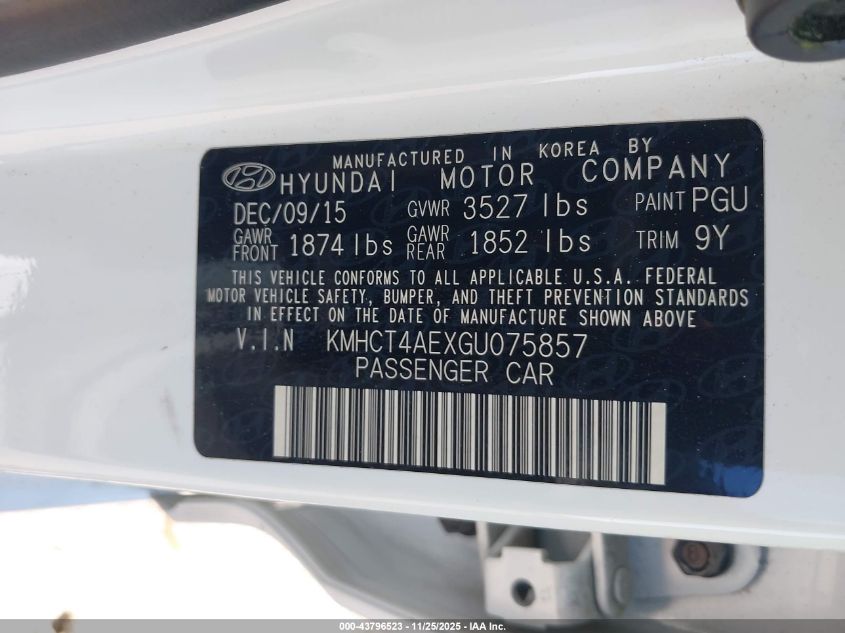 MANUFACTURED IN KOREA BY
HYUNDAI MOTOR COMPANY
DEC/09/15 GVWR 3527 lbs PAINT PGU
GAWR FRONT 1874 lbs GAWR REAR 1852 lbs TRIM 9Y
THIS VEHICLE CONFORMS TO ALL APPLICABLE U.S.A. FEDERAL
MOTOR VEHICLE SAFETY, BUMPER, AND THEFT PREVENTION STANDARDS
IN EFFECT ON THE DATE OF MANUFACTURE SHOWN ABOVE
V.I.N KMHCT4AEXGU075857
PASSENGER CAR
000-43796523 - 11/25/2025 - IAA Inc.